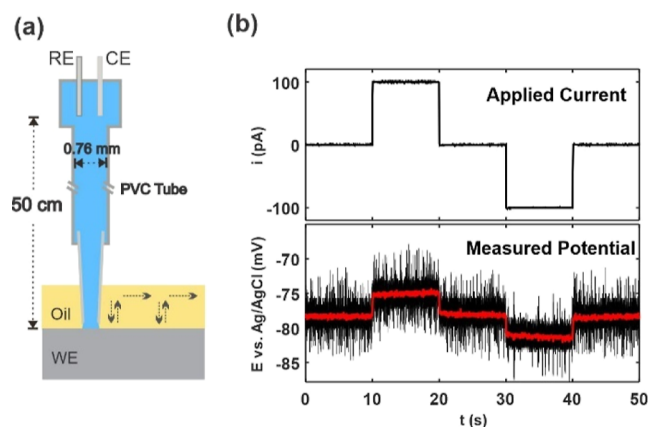 (a)
RE CE
0.76 mm
PVC Tube
50 cm
Oil
WE
(b)
Applied Current
i (pA)
100
0
-100
Measured Potential
E vs. Ag/AgCl (mV)
-70
-75
-80
-85
0 10 20 30 40 50
t (s)